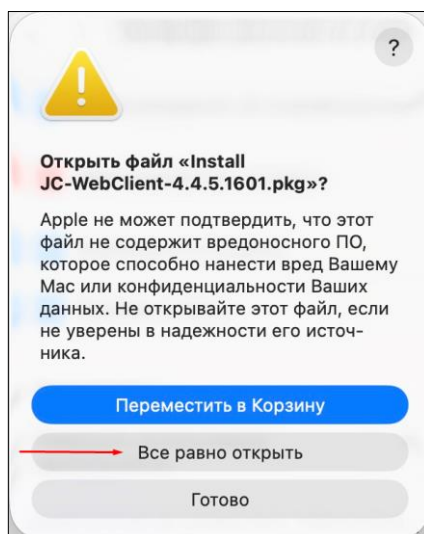 ?
Открыть файл «Install
JC-WebClient-4.4.5.1601.pkg»?
Apple не может подтвердить, что этот
файл не содержит вредоносного ПО,
которое способно нанести вред Вашему
Mac или конфиденциальности Ваших
данных. Не открывайте этот файл, если
не уверены в надежности его источ-
ника.
Переместить в Корзину
Все равно открыть
Готово